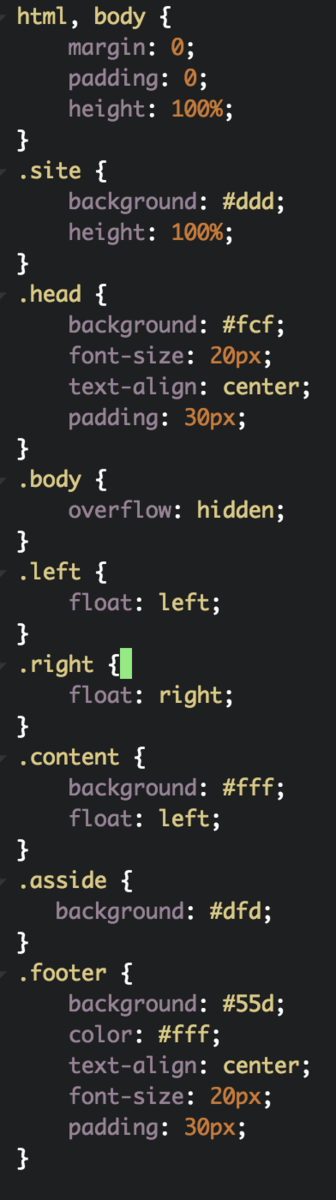 html, body {
    margin: 0;
    padding: 0;
    height: 100%;
}
.site {
    background: #ddd;
    height: 100%;
}
.head {
    background: #fcf;
    font-size: 20px;
    text-align: center;
    padding: 30px;
}
.body {
    overflow: hidden;
}
.left {
    float: left;
}
.right {
    float: right;
}
.content {
    background: #fff;
    float: left;
}
.asside {
   background: #dfd;
}
.footer {
    background: #55d;
    color: #fff;
    text-align: center;
    font-size: 20px;
    padding: 30px;
}